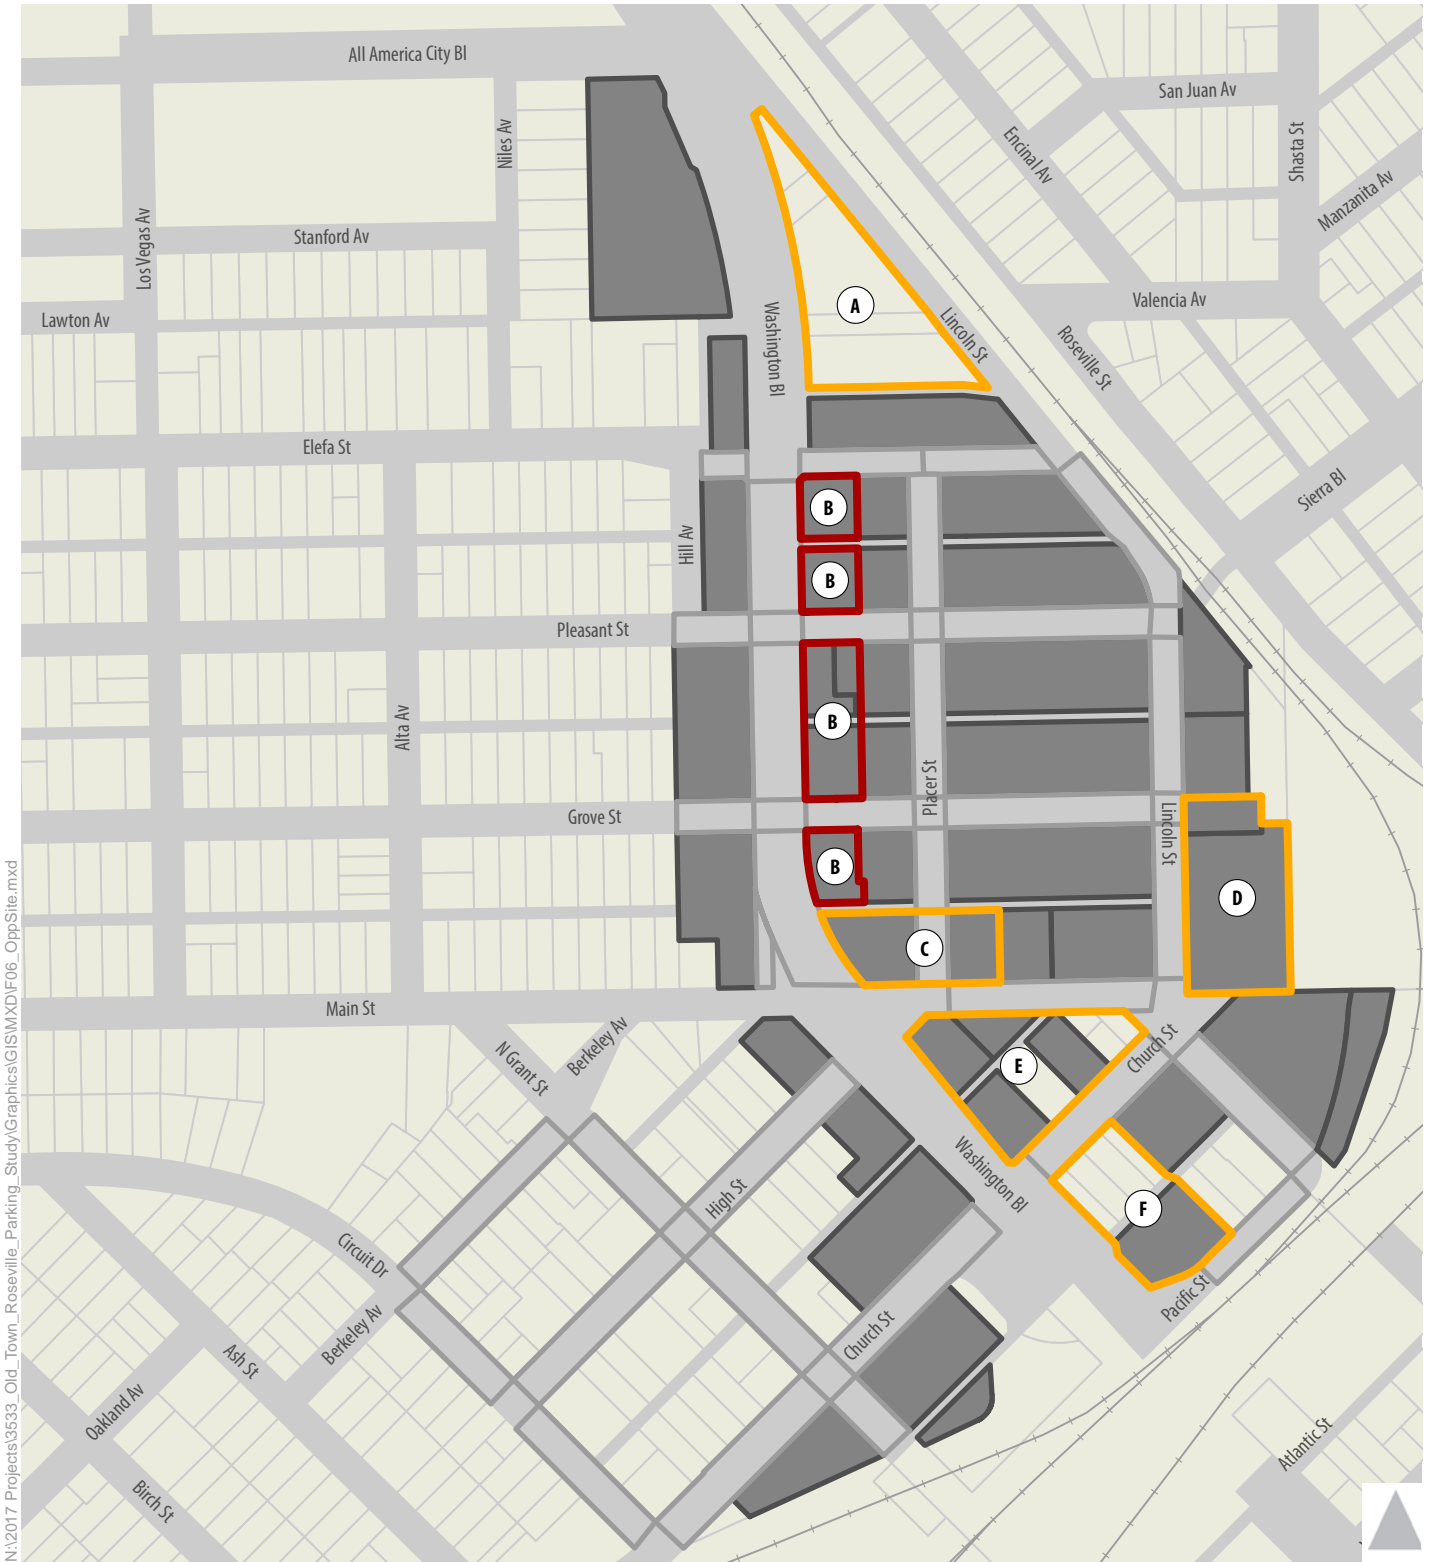 All America City Bl
San Juan Av
Niles Av
Encinal Av
Shasta St
Manzanita Av
Los Vegas Av
Stanford Av
Valencia Av
Lawton Av
Washington Bl
A
Lincoln St
Roseville St
Elefa St
Sierra Bl
B
Hill Av
B
Pleasant St
Alta Av
B
Placer St
Grove St
Lincoln St
B
D
C
Main St
N Grant St
Berkeley Av
E
Church St
Washington Bl
High St
F
Circuit Dr
Pacific St
Berkeley Av
Church St
Ash St
Oakland Av
Atlantic St
Birch St
N:\2017 Projects\3533_Old_Town_Roseville_Parking_Study\Graphics\GIS\MXD\F06_OppSite.mxd